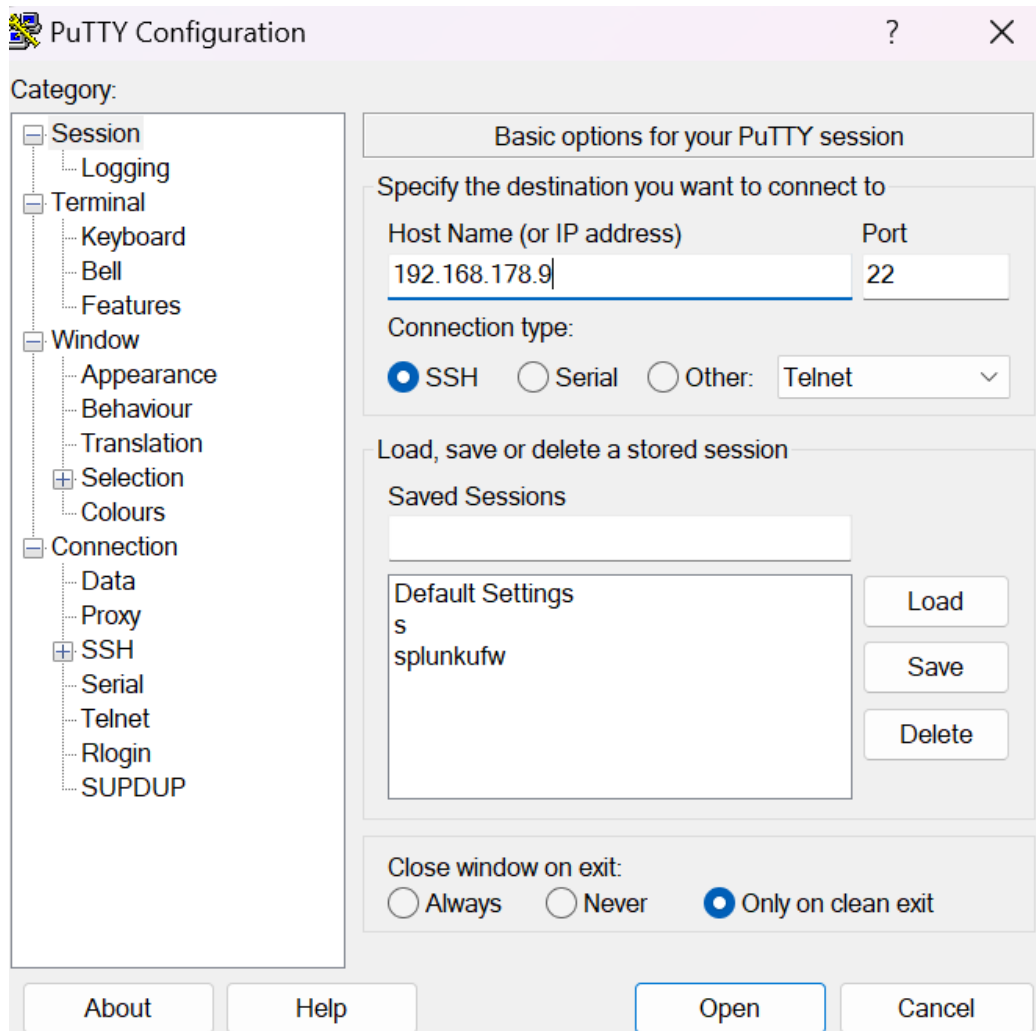 PuTTY Configuration
?
Category:
Session
Logging
Terminal
Keyboard
Bell
Features
Window
Appearance
Behaviour
Translation
Selection
Colours
Connection
Data
Proxy
SSH
Serial
Telnet
Rlogin
SUPDUP
Basic options for your PuTTY session
Specify the destination you want to connect to
Host Name (or IP address) Port
192.168.178.9 22
Connection type:
SSH Serial Other: Telnet
Load, save or delete a stored session
Saved Sessions
Default Settings
s
splunkufw
Load
Save
Delete
Close window on exit:
Always Never Only on clean exit
About Help Open Cancel